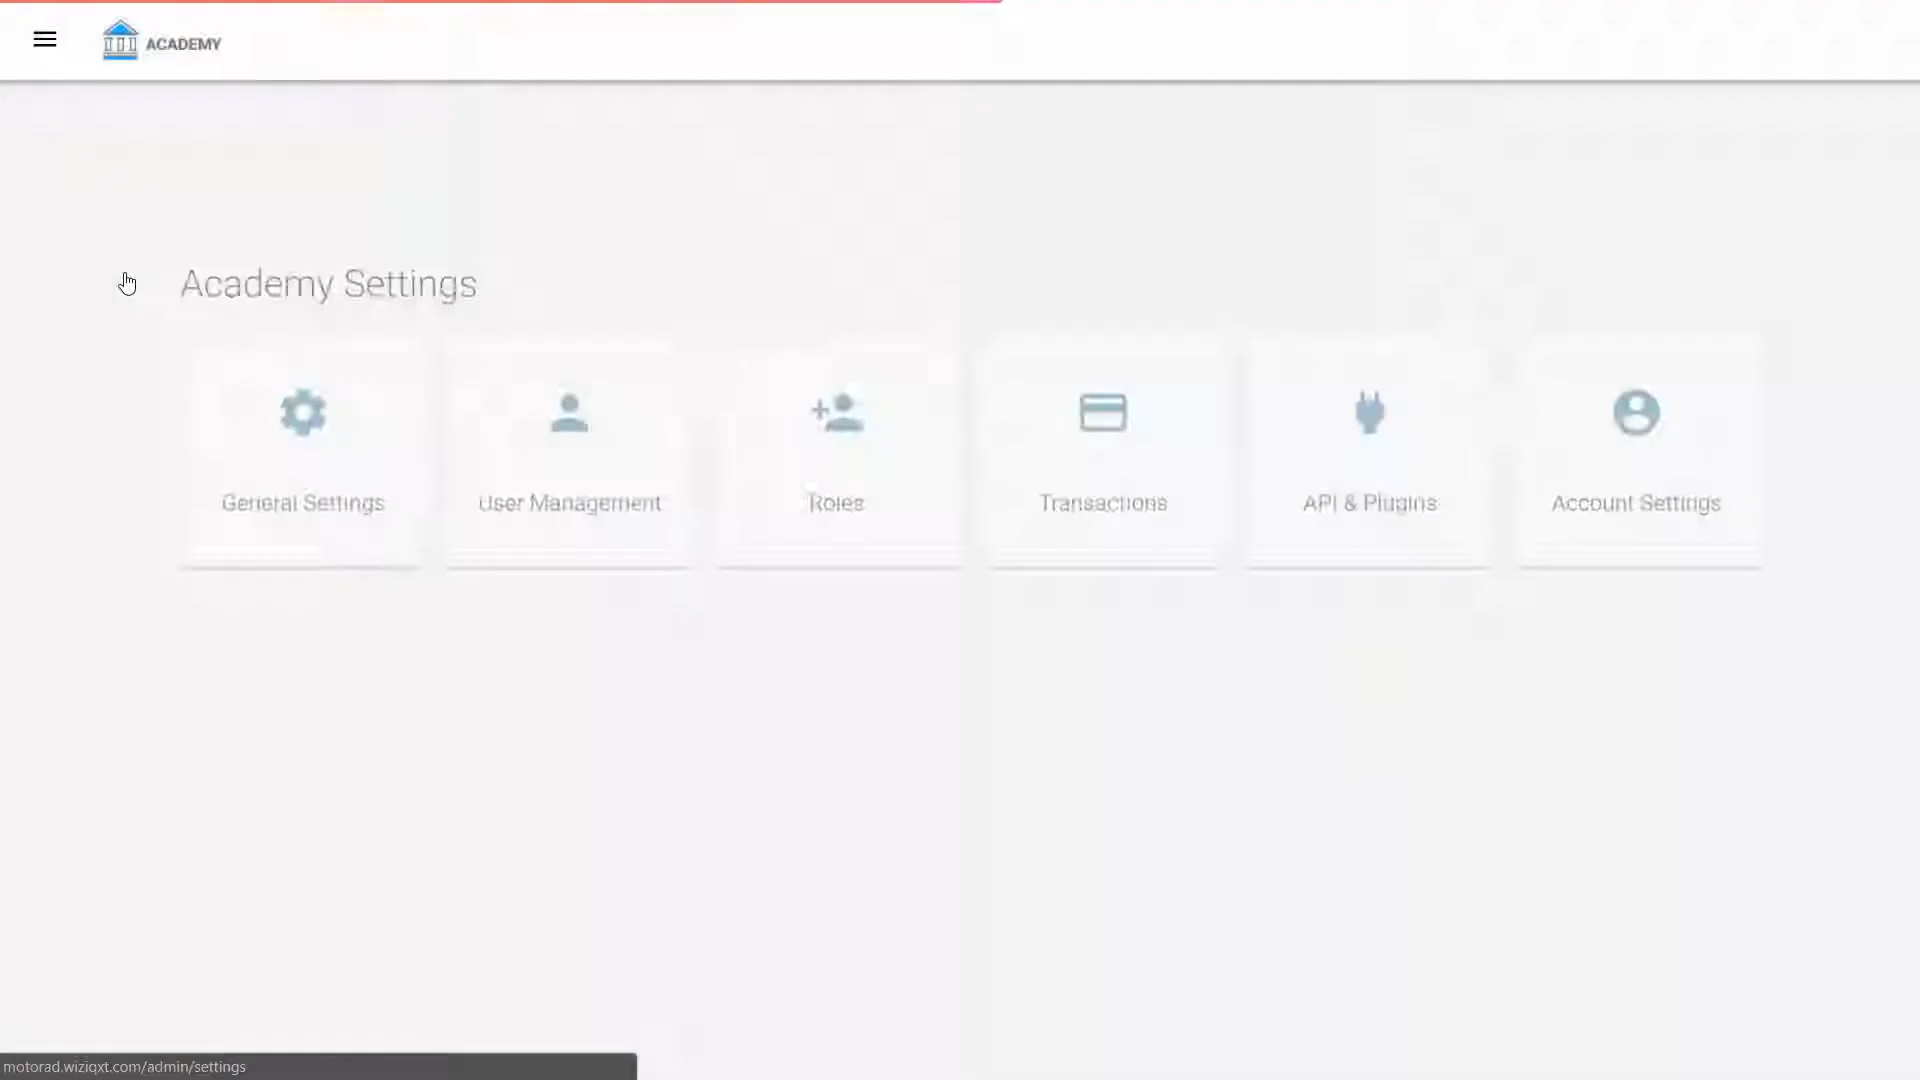 ACADEMY
Academy Settings
General Settings
User Management
Roles
Transactions
API & Plugins
Account Settings
motorad.wiziqxt.com/admin/settings